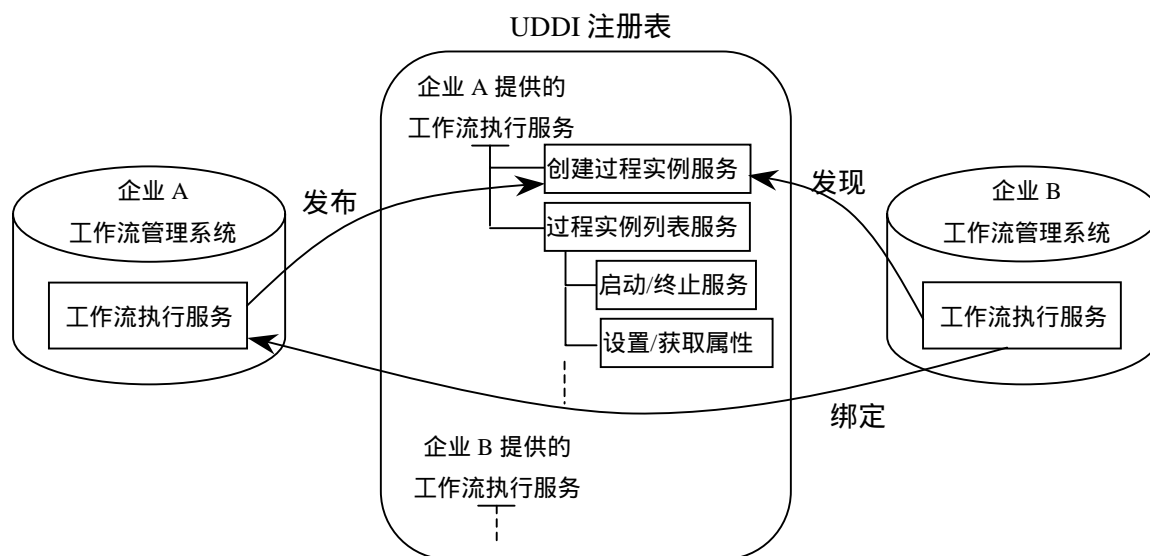 UDDI 注册表
企业 A 提供的
工作流执行服务
创建过程实例服务
过程实例列表服务
启动/终止服务
设置/获取属性
企业 B 提供的
工作流执行服务
企业 A
工作流管理系统
工作流执行服务
发布
发现
绑定
企业 B
工作流管理系统
工作流执行服务